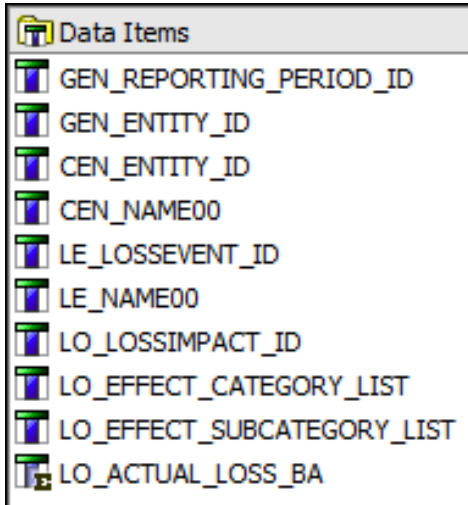 Data Items
GEN_REPORTING_PERIOD_ID
GEN_ENTITY_ID
CEN_ENTITY_ID
CEN_NAME00
LE_LOSSEVENT_ID
LE_NAME00
LO_LOSSIMPACT_ID
LO_EFFECT_CATEGORY_LIST
LO_EFFECT_SUBCATEGORY_LIST
LO_ACTUAL_LOSS_BA